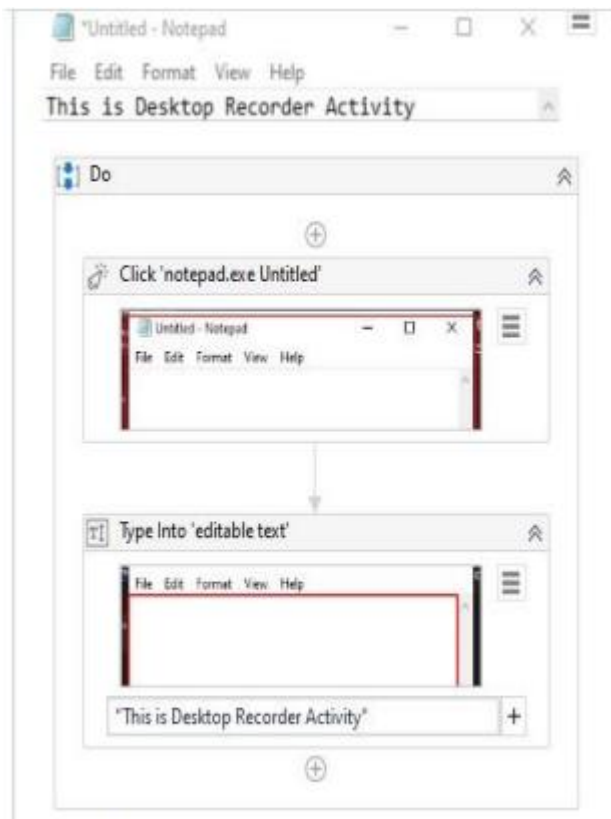 *Untitled - Notepad
File Edit Format View Help
This is Desktop Recorder Activity
Do
Click 'notepad.exe Untitled'
Untitled - Notepad
File Edit Format View Help
Type Into 'editable text'
File Edit Format View Help
"This is Desktop Recorder Activity"